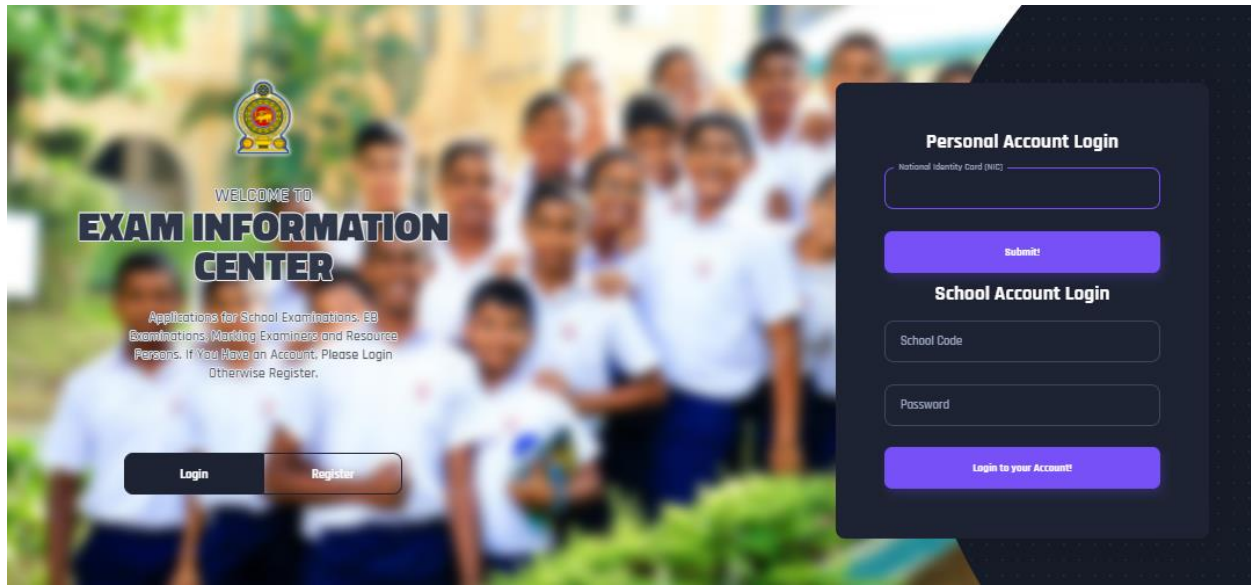 WELCOME TO
EXAM INFORMATION
CENTER
Applications for School Examinations, EB
Examinations, Marking Examiners and Resource
Persons. If You Have an Account, Please Login
Otherwise Register.
Login
Register
Personal Account Login
National Identity Card (NIC)
Submit!
School Account Login
School Code
Password
Login to your Account!